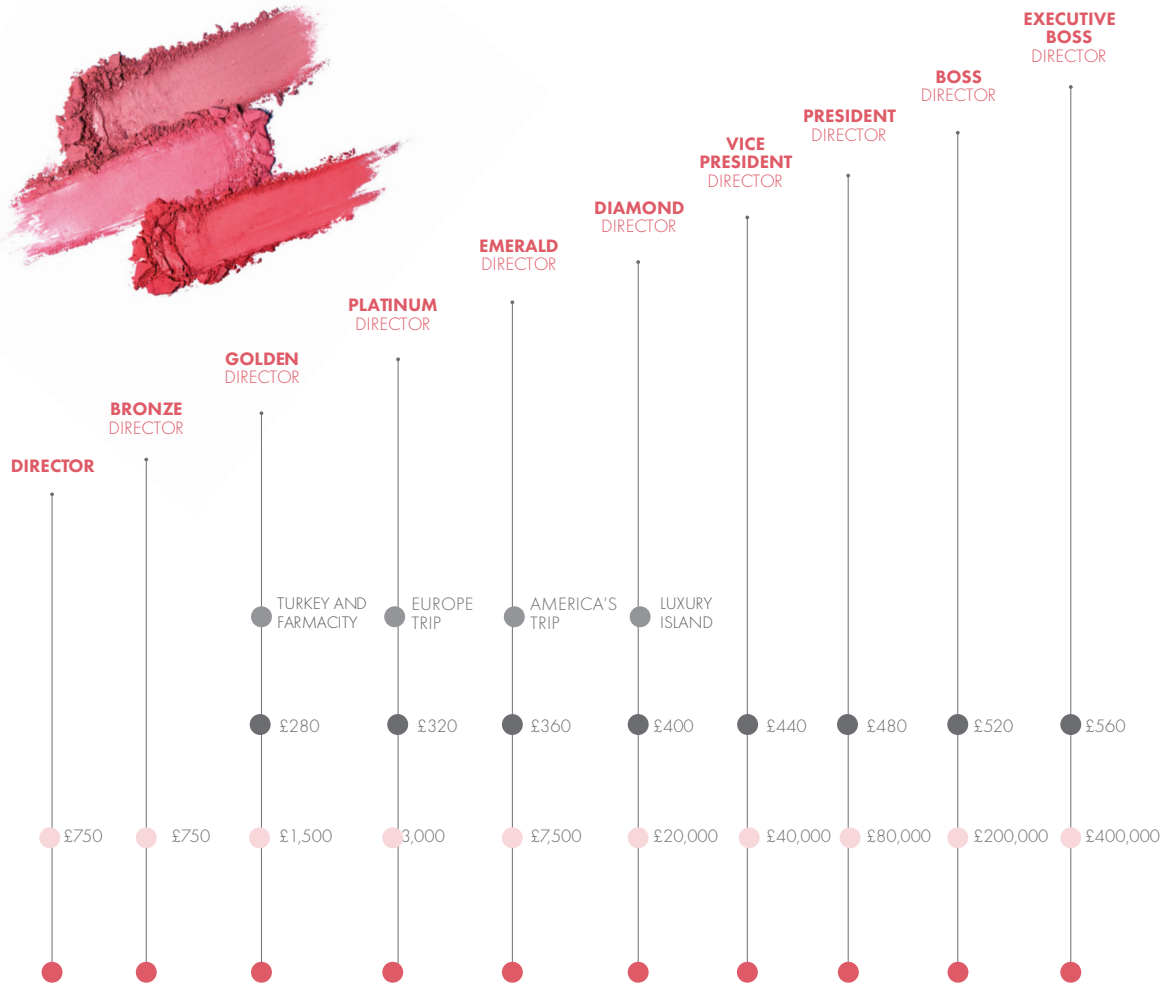 EXECUTIVE
BOSS
DIRECTOR
BOSS
DIRECTOR
PRESIDENT
DIRECTOR
VICE
PRESIDENT
DIRECTOR
DIAMOND
DIRECTOR
EMERALD
DIRECTOR
PLATINUM
DIRECTOR
GOLDEN
DIRECTOR
BRONZE
DIRECTOR
DIRECTOR
TURKEY AND
FARMACITY
EUROPE
TRIP
AMERICA'S
TRIP
LUXURY
ISLAND
£280
£320
£360
£400
£440
£480
£520
£560
£750
£750
£1,500
3,000
£7,500
£20,000
£40,000
£80,000
£200,000
£400,000